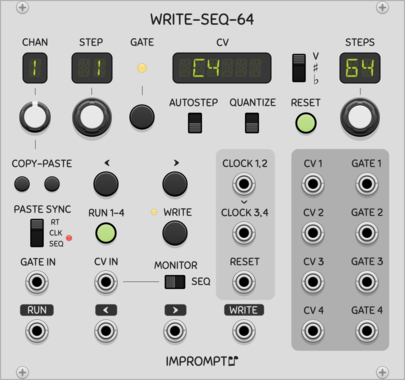 WRITE-SEQ-64
CHAN STEP GATE CV STEPS
1 1 C4 V ♯ ♭ 64
AUTOSTEP QUANTIZE RESET
COPY-PASTE < > CLOCK 1,2 CV 1 GATE 1
PASTE SYNC RUN 1-4 WRITE CLOCK 3,4 CV 2 GATE 2
RT
CLK
SEQ
GATE IN CV IN MONITOR RESET CV 3 GATE 3
SEQ
RUN < > WRITE CV 4 GATE 4
IMPROMPT